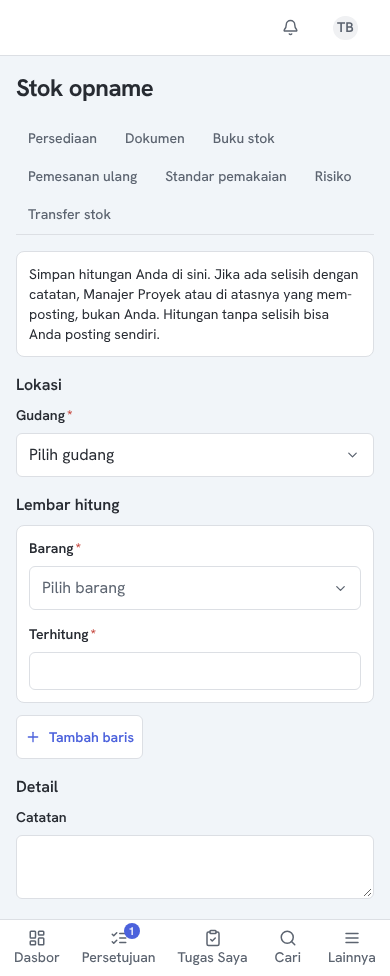 TB
Stok opname
Persediaan Dokumen Buku stok
Pemesanan ulang Standar pemakaian Risiko
Transfer stok
Simpan hitungan Anda di sini. Jika ada selisih dengan
catatan, Manajer Proyek atau di atasnya yang mem-
posting, bukan Anda. Hitungan tanpa selisih bisa
Anda posting sendiri.
Lokasi
Gudang*
Pilih gudang
Lembar hitung
Barang*
Pilih barang
Terhitung*
+ Tambah baris
Detail
Catatan
1
Dasbor Persetujuan Tugas Saya Cari Lainnya